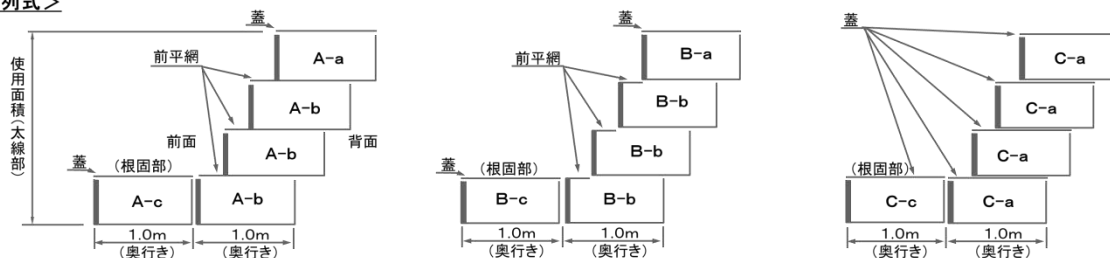 列式＞
蓋
A-a
前平網
A-b
前面
A-b
背面
使用面積(太線部)
蓋
(根固部)
A-c
A-b
1.0m
(奥行き)
1.0m
(奥行き)
B-a
前平網
B-b
B-b
蓋
(根固部)
B-c
B-b
1.0m
(奥行き)
1.0m
(奥行き)
蓋
C-a
C-a
C-a
(根固部)
C-c
C-a
1.0m
(奥行き)
1.0m
(奥行き)